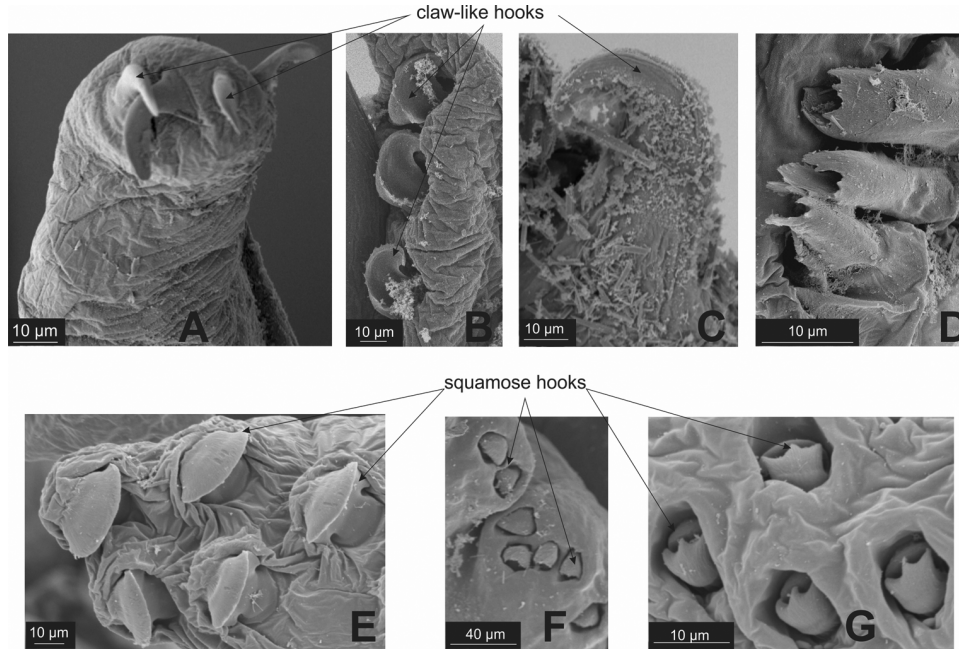 claw-like hooks
A
10 µm
B
10 µm
C
10 µm
D
10 µm
squamose hooks
E
10 µm
F
40 µm
G
10 µm